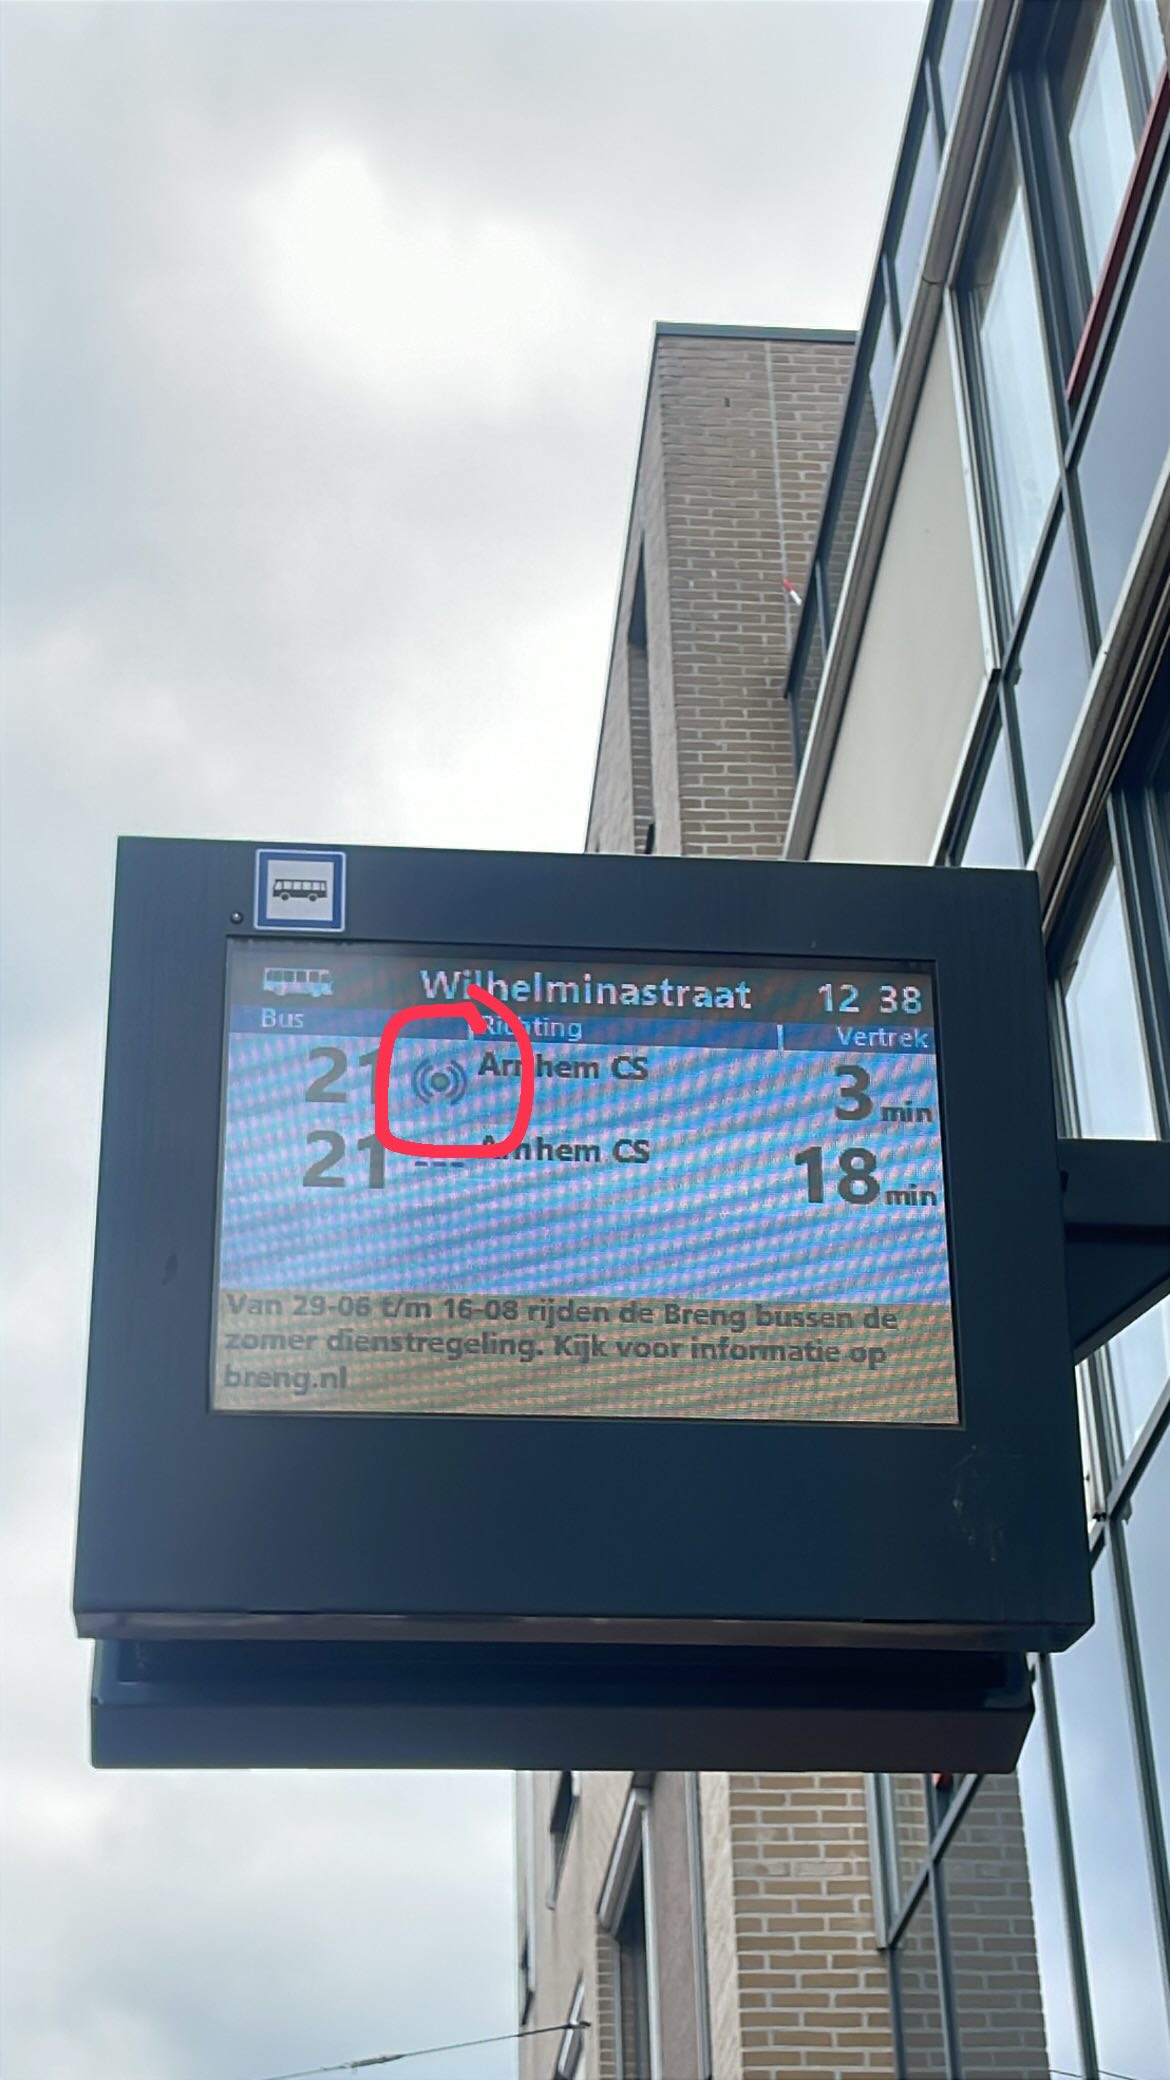 Wilhelminastraat 12 38
Bus Richting Vertrek
21 Arnhem CS 3 min
21 --- Arnhem CS 18 min
Van 29-06 t/m 16-08 rijden de Breng bussen de
zomer dienstregeling. Kijk voor informatie op
breng.nl